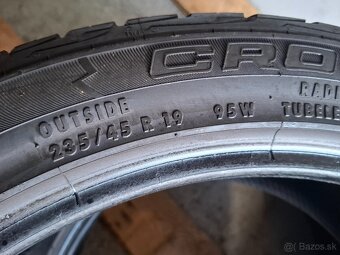 CRO
OUTSIDE
RADI
235/45 R 19 95W TUBELE
Bazos.sk